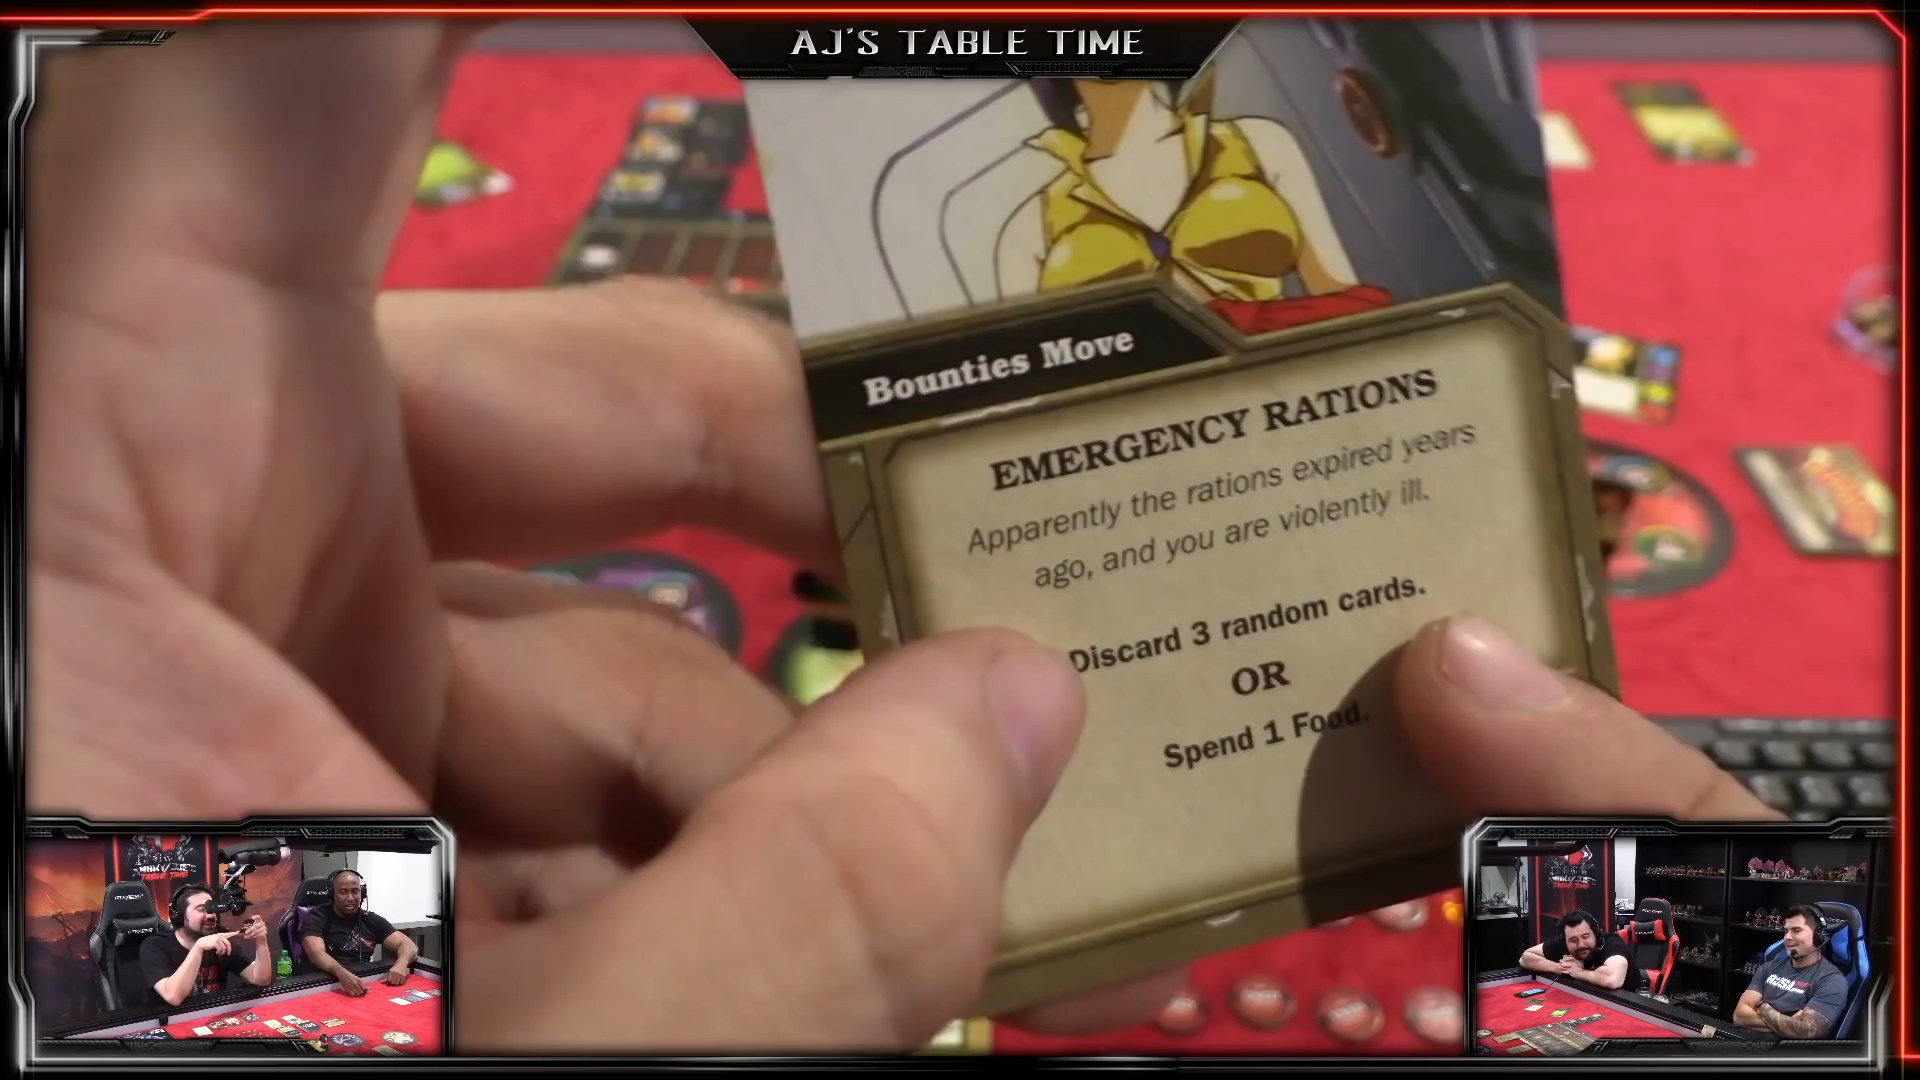 AJ'S TABLE TIME
Bounties Move
EMERGENCY RATIONS
Apparently the rations expired years
ago, and you are violently ill.
Discard 3 random cards.
OR
Spend 1 Food.